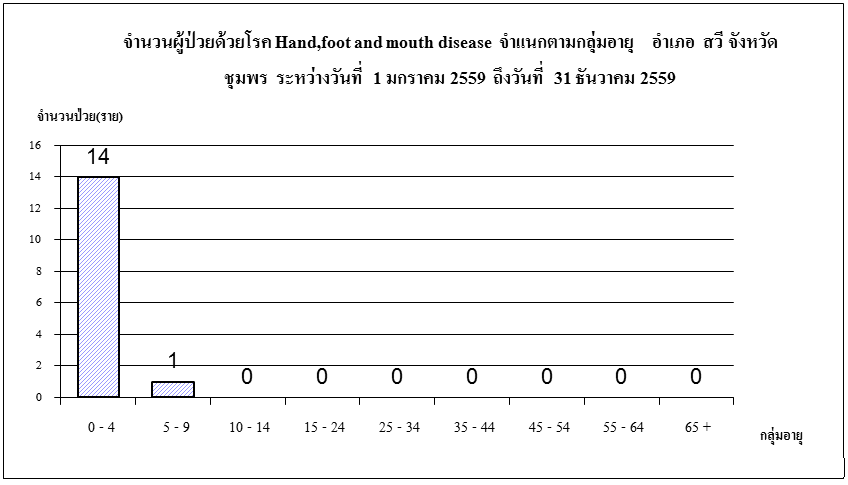 จำนวนผู้ป่วยด้วยโรค Hand,foot and mouth disease จำแนกตามกลุ่มอายุ อำเภอ สวี จังหวัด
ชุมพร ระหว่างวันที่ 1 มกราคม 2559 ถึงวันที่ 31 ธันวาคม 2559
จำนวนป่วย(ราย)
16
14
12
10
8
6
4
2
0
14 1 0 0 0 0 0 0 0
0 - 4 5 - 9 10 - 14 15 - 24 25 - 34 35 - 44 45 - 54 55 - 64 65 +
กลุ่มอายุ